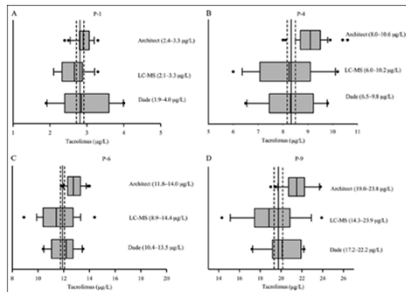 A
P-1
Architect (2.4–3.3 µg/L)
LC-MS (2.1–3.3 µg/L)
Dade (1.9–4.0 µg/L)
1 2 3 4 5
Tacrolimus (µg/L)
B
P-4
Architect (8.0–10.6 µg/L)
LC-MS (6.0–10.2 µg/L)
Dade (6.5–9.8 µg/L)
5 6 7 8 9 10 11
Tacrolimus (µg/L)
C
P-6
Architect (11.8–14.0 µg/L)
LC-MS (8.9–14.4 µg/L)
Dade (10.4–13.5 µg/L)
8 10 12 14 16 18 20
Tacrolimus (µg/L)
D
P-9
Architect (19.0–23.8 µg/L)
LC-MS (14.3–23.9 µg/L)
Dade (17.2–22.2 µg/L)
14 16 18 20 22 24 26
Tacrolimus (µg/L)